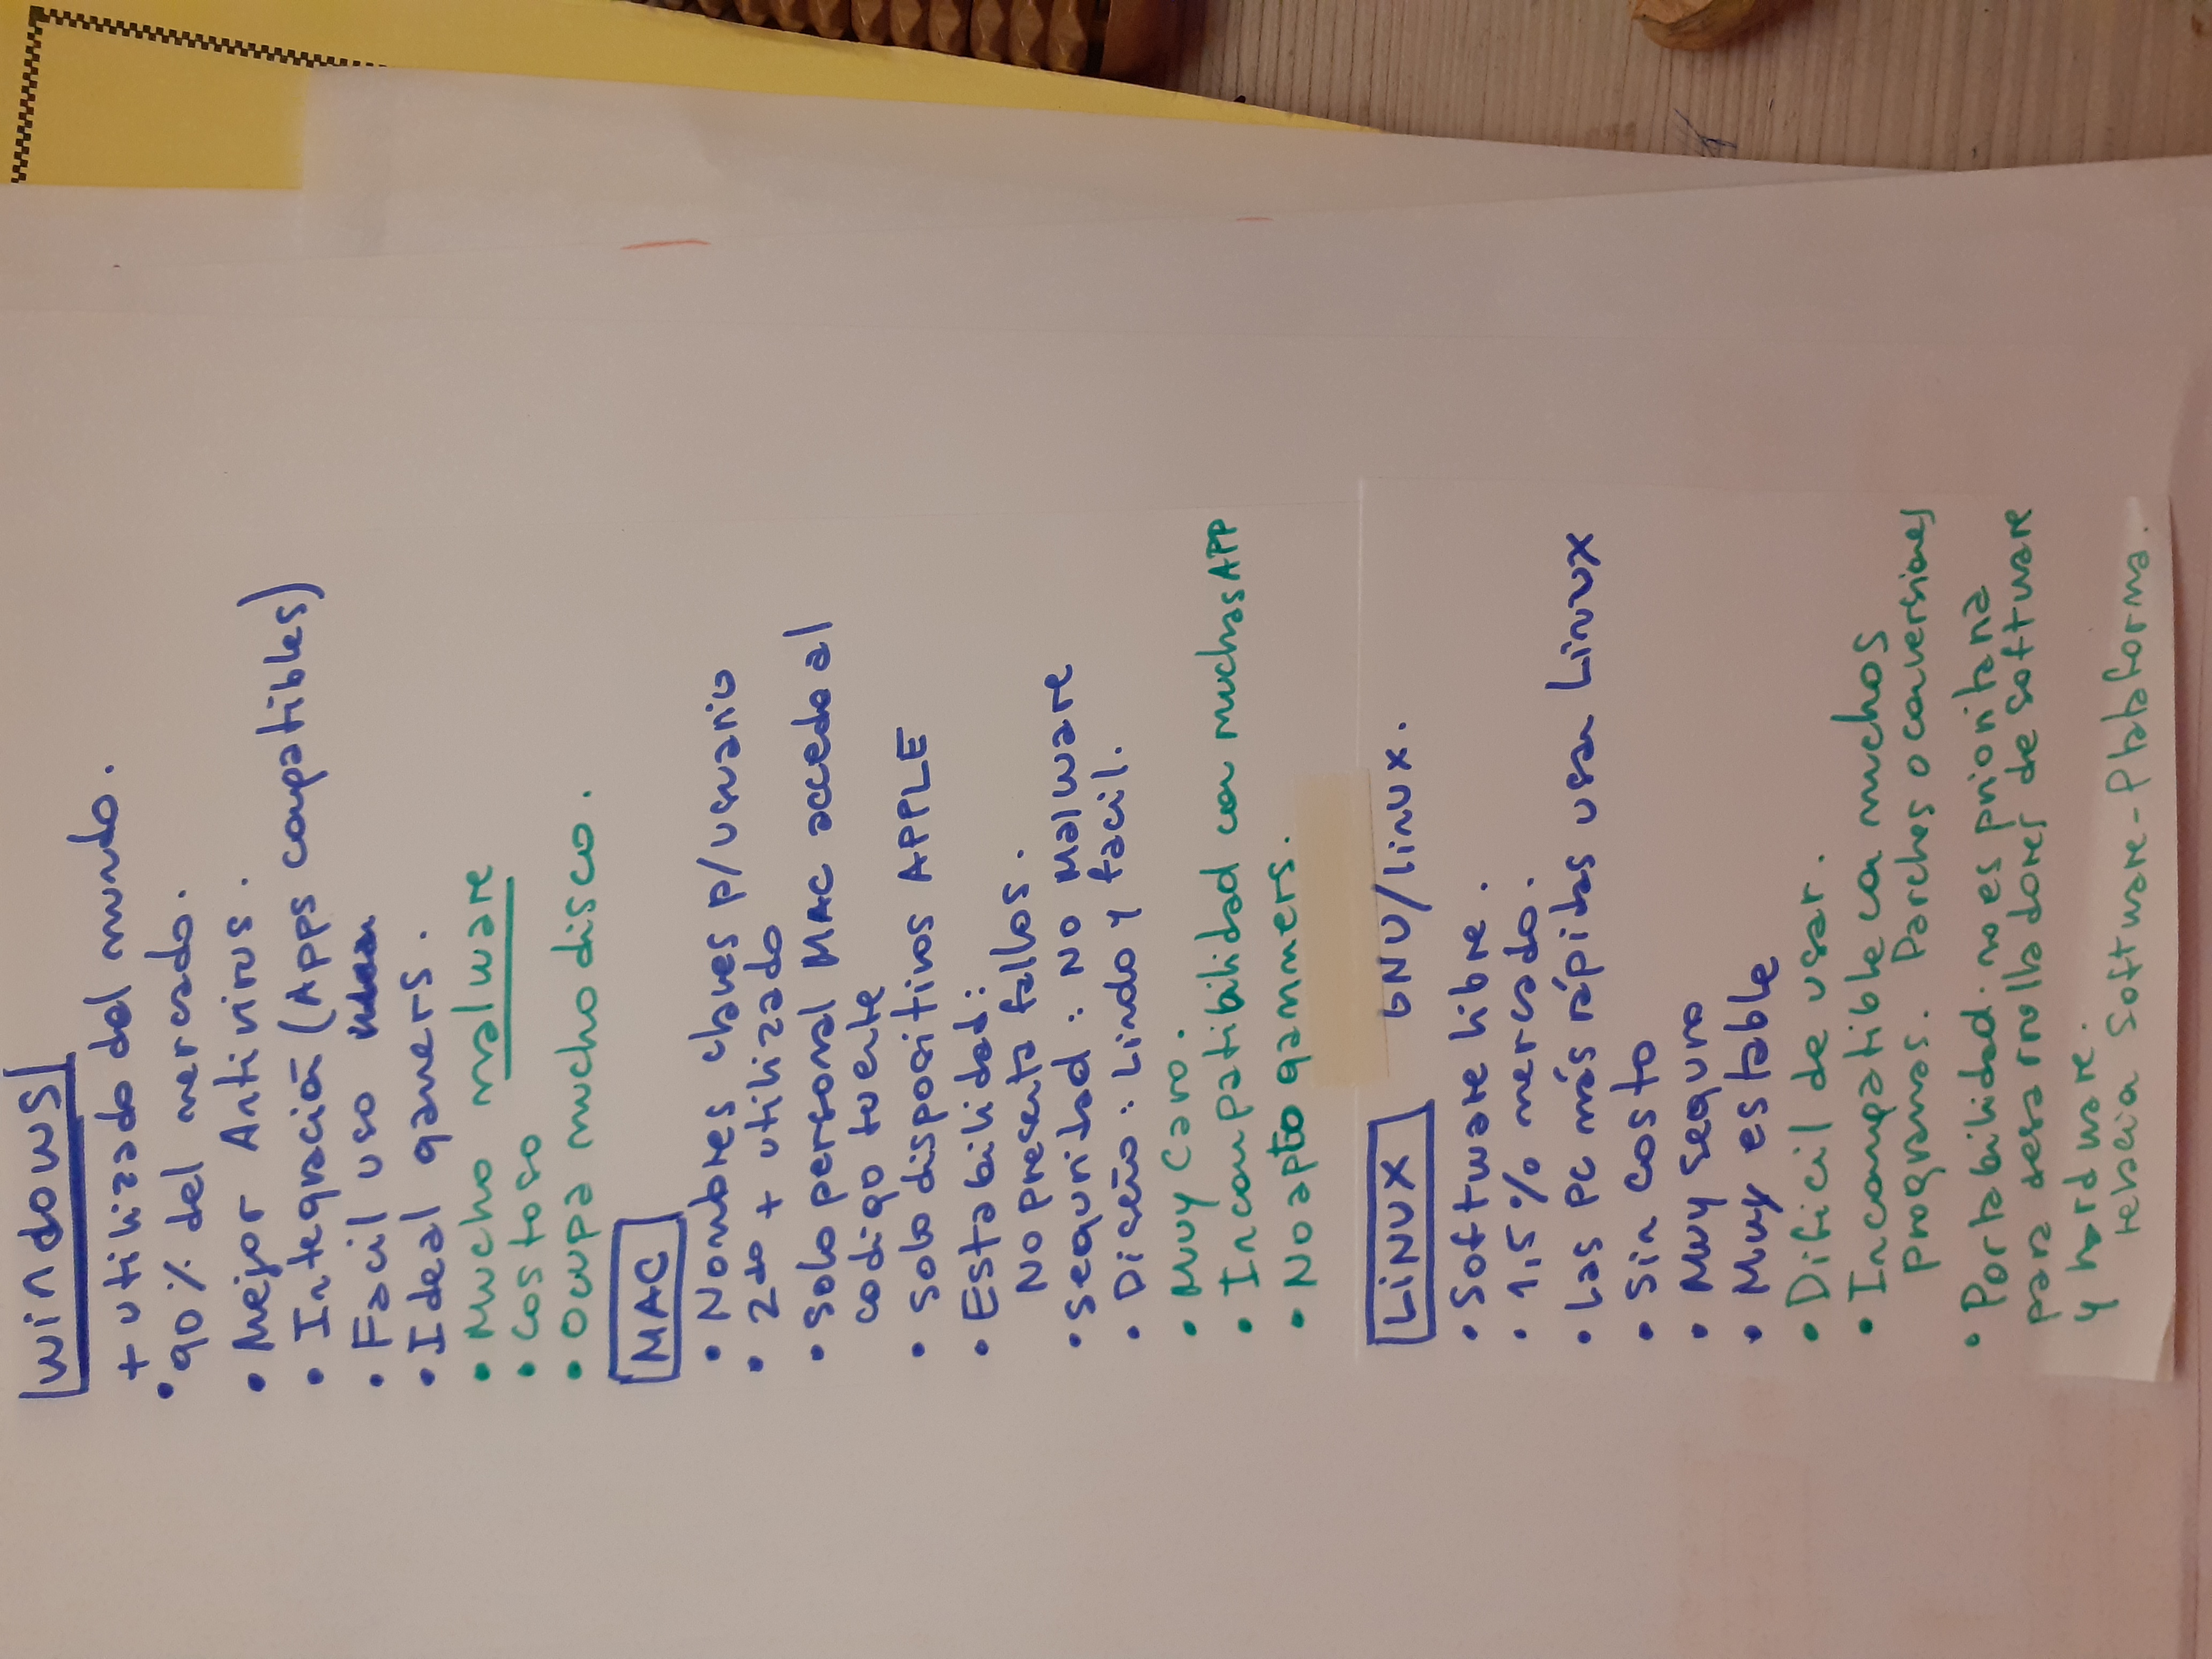 Windows
+ utilizado del mundo.
• 90% del mercado.
• Mejor Antivirus.
• Integración (Apps compatibles)
• Facil uso
• Ideal gamers.
• Mucho malware
• Costoso
• Ocupa mucho disco.
MAC
• Nombres claves p/usuario
• 2do + utilizado
• Solo personal MAC accede al
codigo fuente
• Solo dispositivos APPLE
• Estabilidad:
No presenta fallos.
• Seguridad: No Malware
• Diseño: Lindo y facil.
• Muy Caro.
• Incompatibilidad con muchas APP
• No apto gammers.
LiNUX GNU/linux.
• Software libre.
• 1,5% mercado.
• Las PC más rápidas usan Linux
• Sin costo
• Muy seguro
• Muy estable
• Dificil de usar.
• Incompatible con muchos
programas. Parches o conversiones
• Portabilidad. no es prioritaria
para desarrolladores de software
y hardware.
relacion Software-Plataforma.